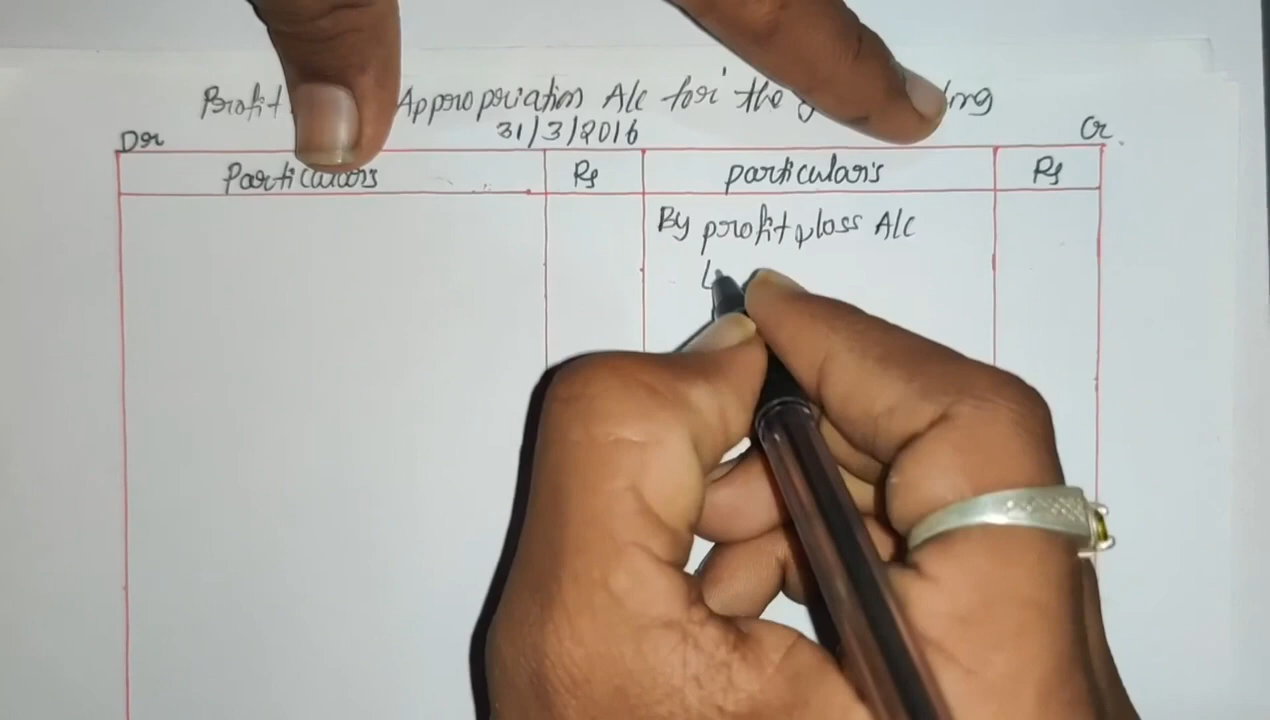 Profit Appropriation A/c for the
31/3/2016
Dr Cr
Particulars Rs particulars Rs
By profit & loss A/c